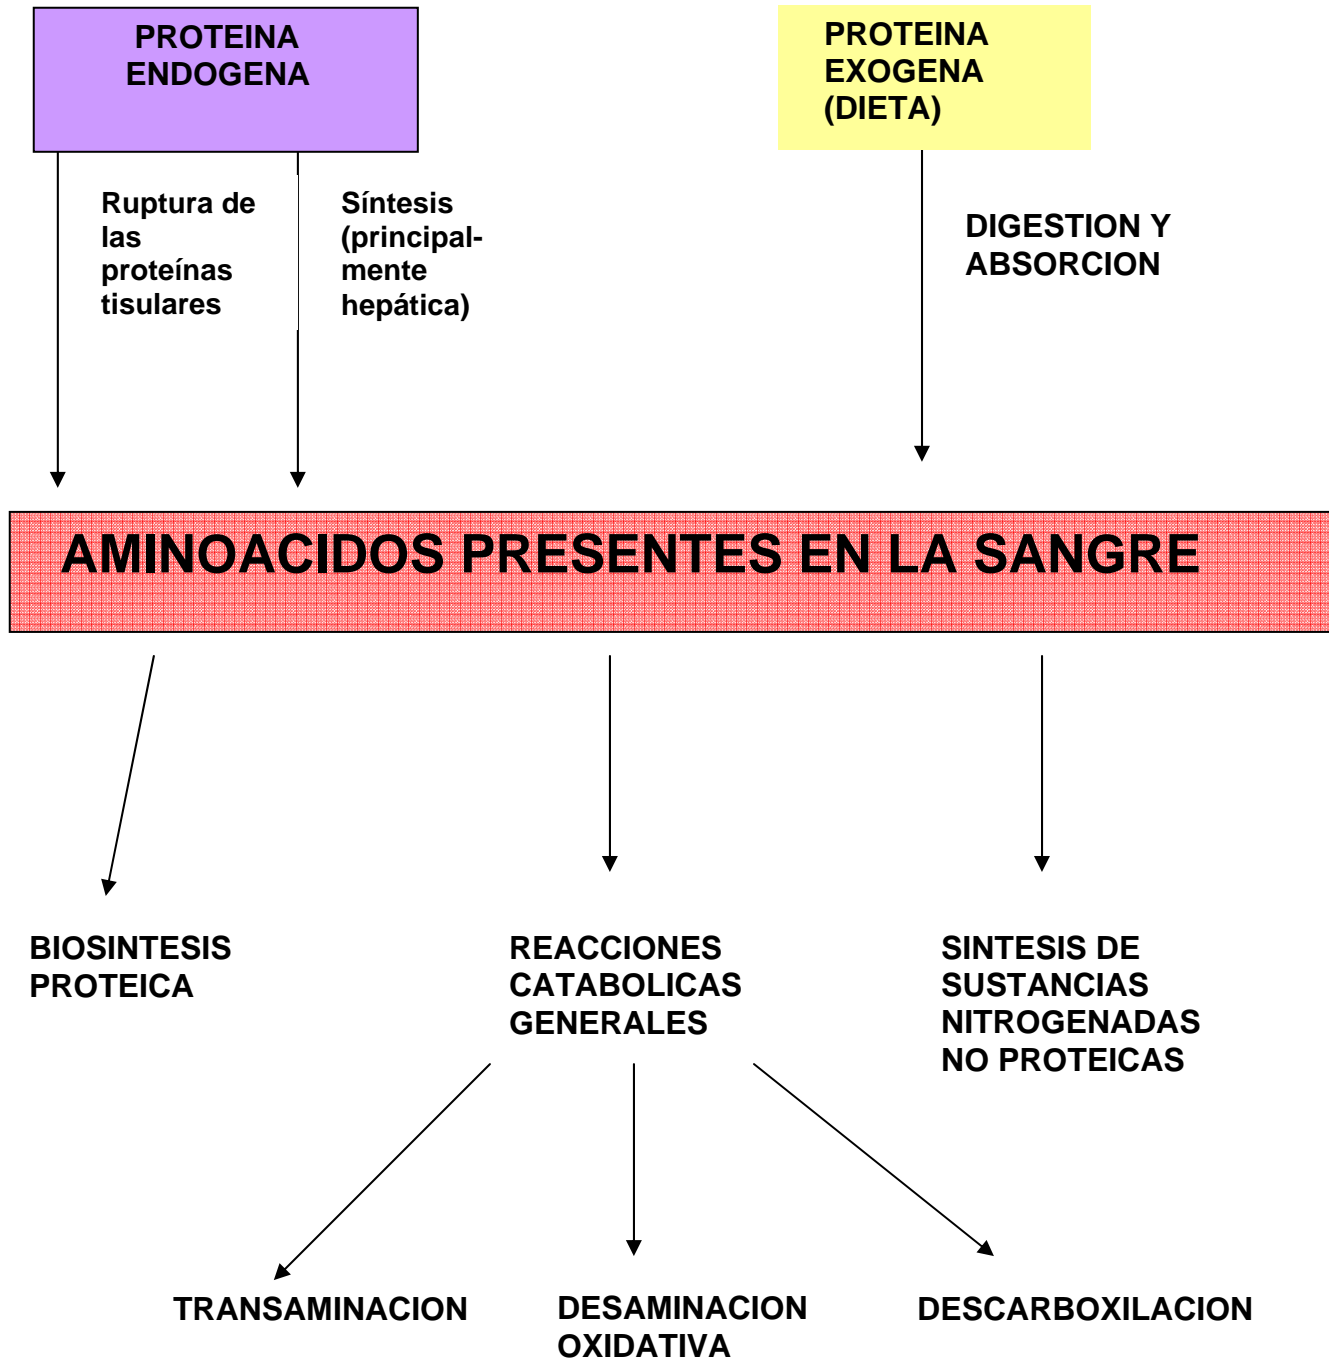 PROTEINA
ENDOGENA
PROTEINA
EXOGENA
(DIETA)
Ruptura de
las
proteínas
tisulares
Síntesis
(principal-
mente
hepática)
DIGESTION Y
ABSORCION
AMINOACIDOS PRESENTES EN LA SANGRE
BIOSINTESIS
PROTEICA
REACCIONES
CATABOLICAS
GENERALES
SINTESIS DE
SUSTANCIAS
NITROGENADAS
NO PROTEICAS
TRANSAMINACION
DESAMINACION
OXIDATIVA
DESCARBOXILACION